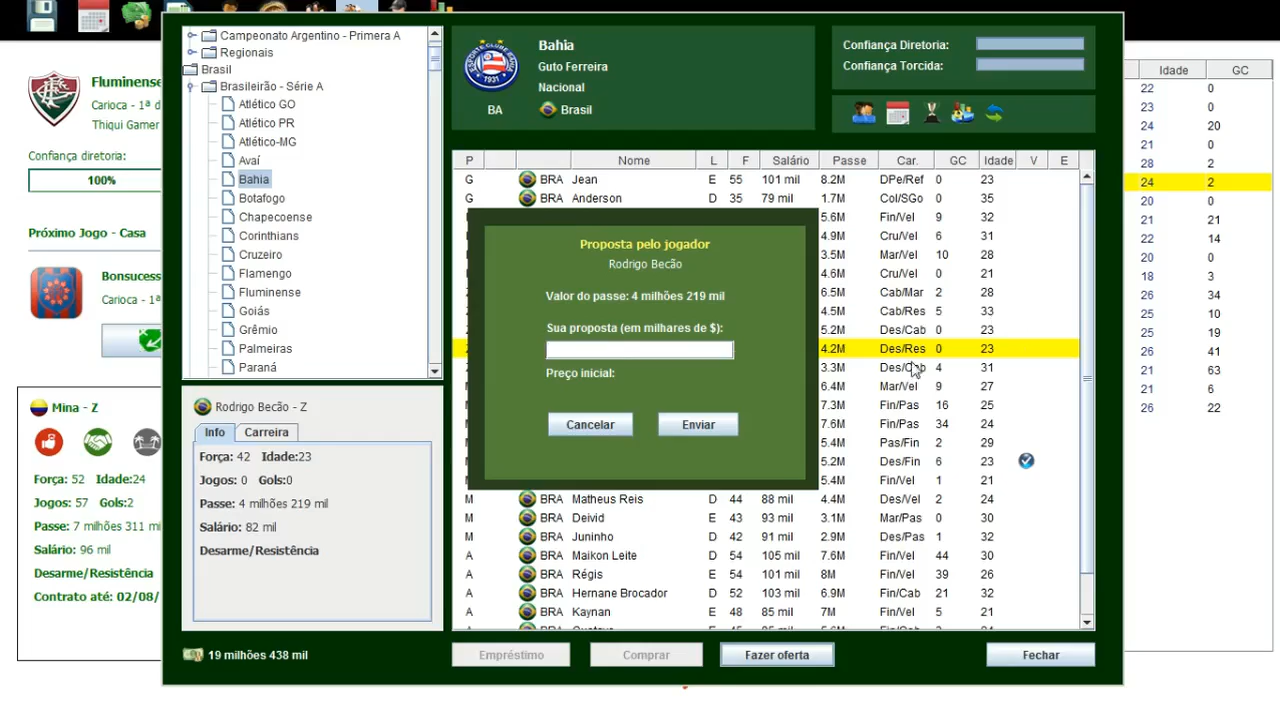 Fluminense
Carioca - 1ª d
Thiqui Gamer
Confiança diretoria:
100%
Próximo Jogo - Casa
Bonsucess
Carioca - 1ª
Mina - Z
Força: 52 Idade:24
Jogos: 57 Gols:2
Passe: 7 milhões 311 mi
Salário: 96 mil
Desarme/Resistência
Contrato até: 02/08/
Campeonato Argentino - Primera A
Regionais
Brasil
Brasileirão - Série A
Atlético GO
Atlético PR
Atlético-MG
Avaí
Bahia
Botafogo
Chapecoense
Corinthians
Cruzeiro
Flamengo
Fluminense
Goiás
Grêmio
Palmeiras
Paraná
Rodrigo Becão - Z
Info Carreira
Força: 42 Idade:23
Jogos: 0 Gols:0
Passe: 4 milhões 219 mil
Salário: 82 mil
Desarme/Resistência
19 milhões 438 mil
ESPORTE CLUBE BAHIA
1931
BA
Bahia
Guto Ferreira
Nacional
Brasil
Confiança Diretoria:
Confiança Torcida:
P Nome L F Salário Passe Car. GC Idade V E
G BRA Jean E 55 101 mil 8.2M DPe/Ref 0 23
G BRA Anderson D 35 79 mil 1.7M Col/SGo 0 35
5.6M Fin/Vel 9 32
4.9M Cru/Vel 6 31
3.5M Mar/Vel 10 28
4.6M Cru/Vel 0 21
6.5M Cab/Mar 2 28
4.5M Cab/Res 5 33
5.2M Des/Cab 0 23
4.2M Des/Res 0 23
3.3M Des/Cab 4 31
6.4M Mar/Vel 9 27
7.3M Fin/Pas 16 25
7.6M Fin/Pas 34 24
5.4M Pas/Fin 2 29
5.2M Des/Fin 6 23
5.4M Fin/Vel 1 21
M BRA Matheus Reis D 44 88 mil 4.4M Des/Vel 2 24
M BRA Deivid E 43 93 mil 3.1M Mar/Pas 0 30
M BRA Juninho D 42 91 mil 2.9M Des/Pas 1 32
A BRA Maikon Leite D 54 105 mil 7.6M Fin/Vel 44 30
A BRA Régis E 54 101 mil 8M Fin/Vel 39 26
A BRA Hernane Brocador D 52 103 mil 6.9M Fin/Cab 21 32
A BRA Kaynan E 48 85 mil 7M Fin/Vel 5 21
Proposta pelo jogador
Rodrigo Becão
Valor do passe: 4 milhões 219 mil
Sua proposta (em milhares de $):
Preço inicial:
Cancelar Enviar
Empréstimo Comprar Fazer oferta Fechar
Idade GC
22 0
23 0
24 20
21 0
28 2
24 2
20 0
21 21
22 14
20 0
18 3
26 34
25 10
25 19
26 41
21 63
21 6
26 22